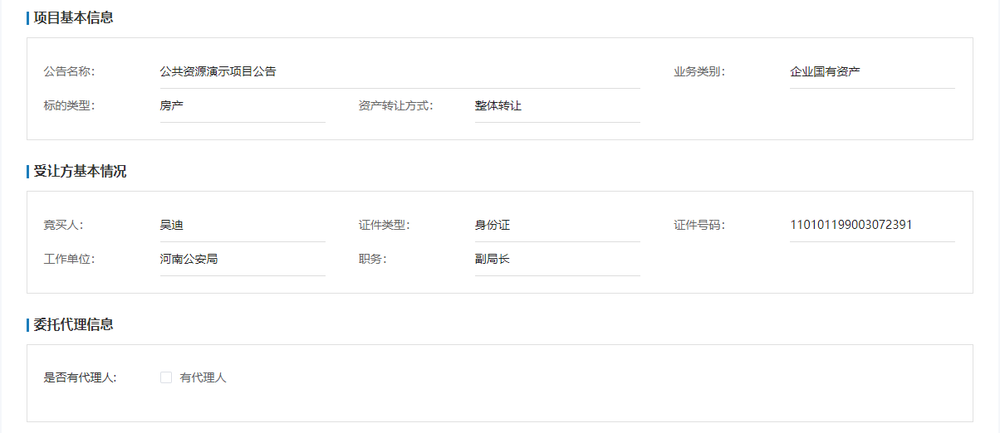 项目基本信息
公告名称： 公共资源演示项目公告 业务类别： 企业国有资产
标的类型： 房产 资产转让方式： 整体转让
受让方基本情况
竟买人： 吴迪 证件类型： 身份证 证件号码： 110101199003072391
工作单位： 河南公安局 职务： 副局长
委托代理信息
是否有代理人： 有代理人